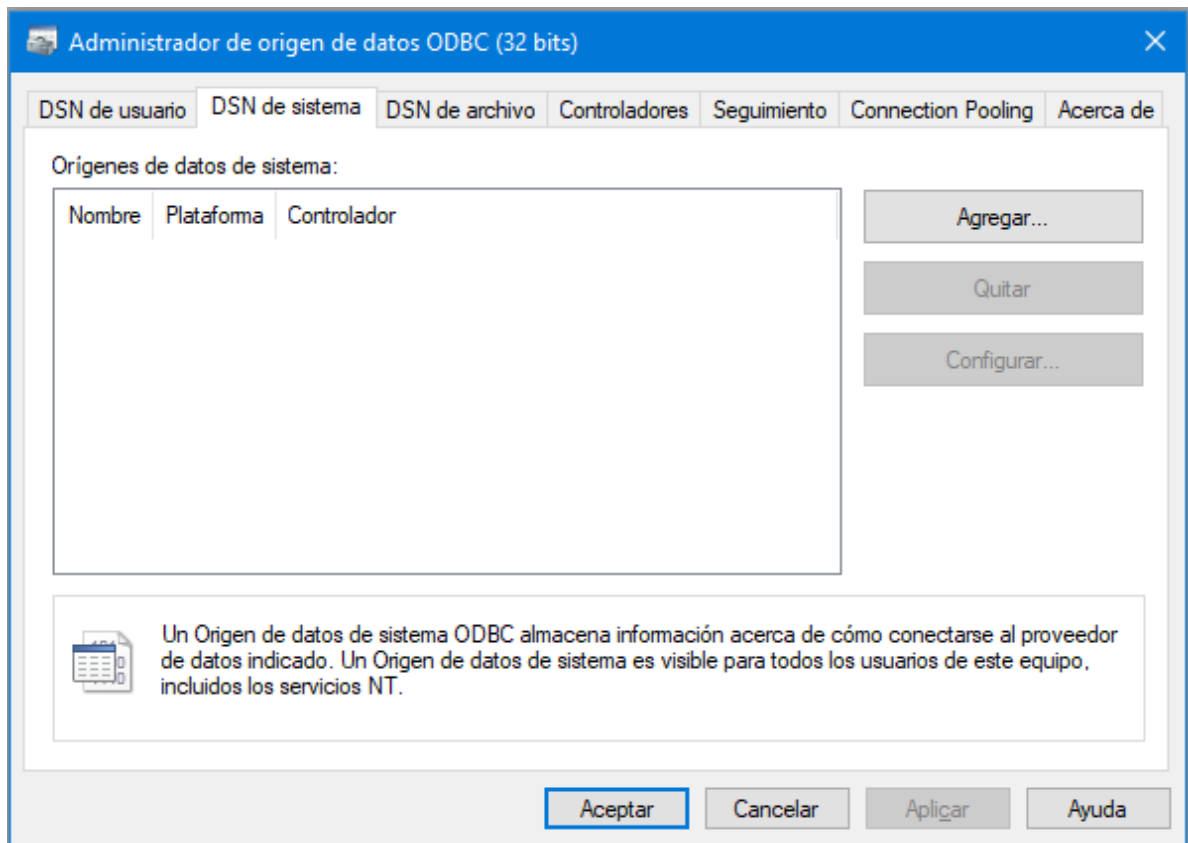 Administrador de origen de datos ODBC (32 bits)
DSN de usuario DSN de sistema DSN de archivo Controladores Seguimiento Connection Pooling Acerca de
Orígenes de datos de sistema:
Nombre Plataforma Controlador
Agregar...
Quitar
Configurar...
Un Origen de datos de sistema ODBC almacena información acerca de cómo conectarse al proveedor
de datos indicado. Un Origen de datos de sistema es visible para todos los usuarios de este equipo,
incluidos los servicios NT.
Aceptar Cancelar Aplicar Ayuda